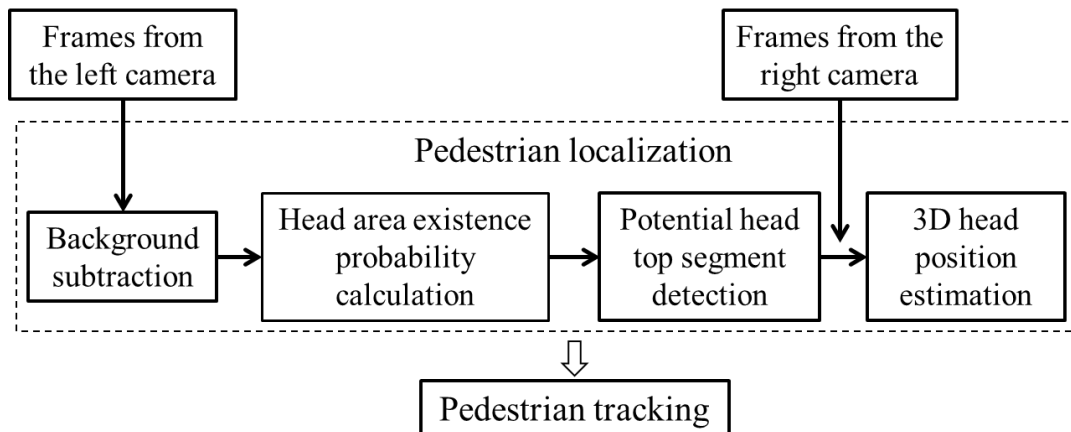 Frames from
the left camera
Frames from the
right camera
Pedestrian localization
Background
subtraction
Head area existence
probability
calculation
Potential head
top segment
detection
3D head
position
estimation
Pedestrian tracking